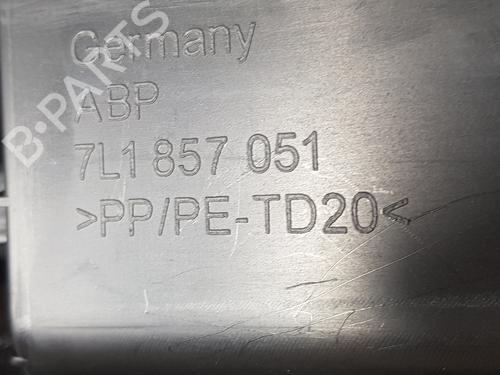 Germany
ABP
7L1 857 051
>PP/PE-TD20<
B-PARTS